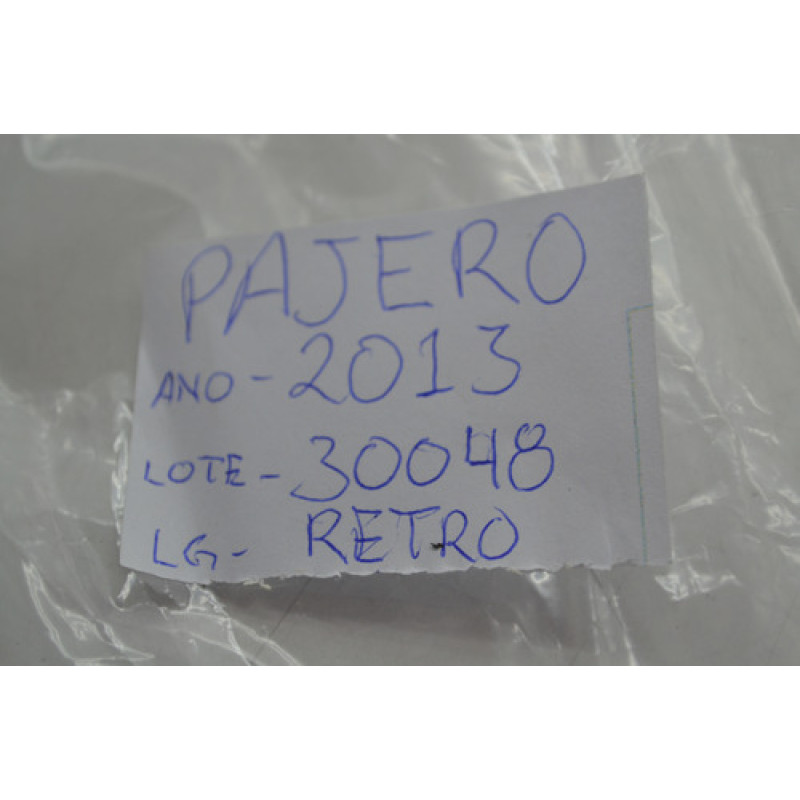 PAJERO
ANO - 2013
LOTE - 30048
LG - RETRO